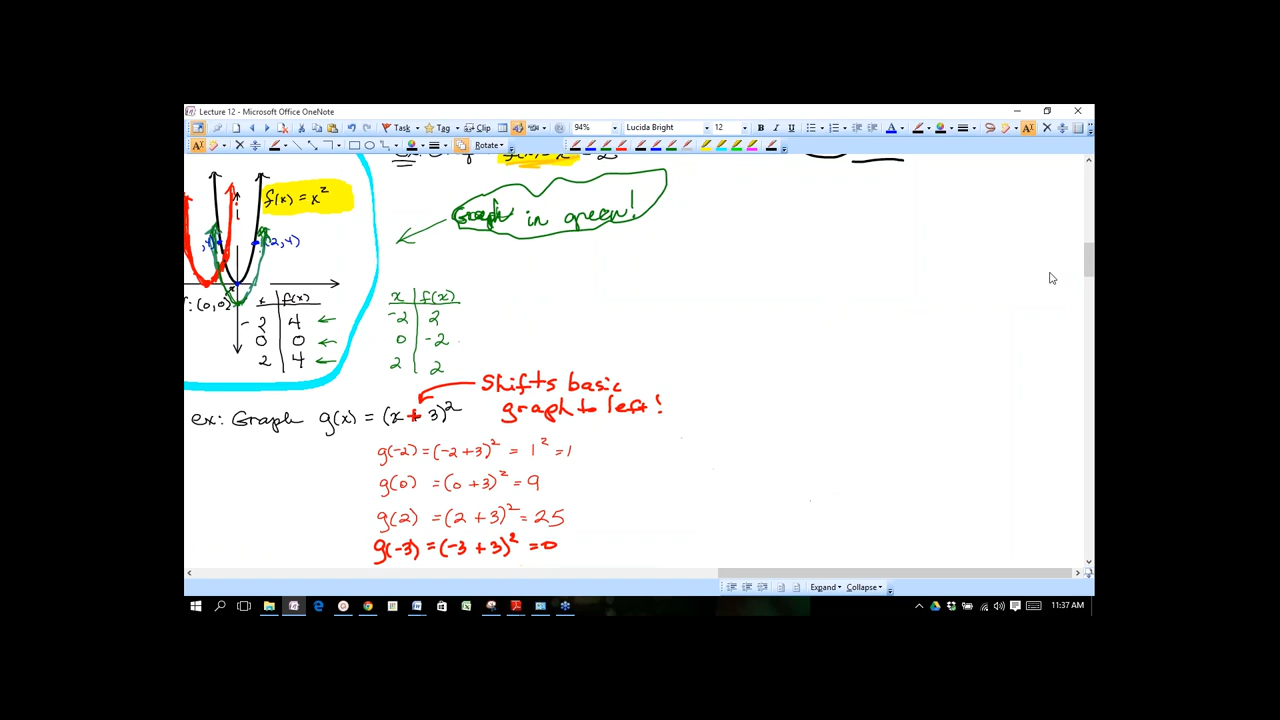 Lecture 12 - Microsoft Office OneNote
Task Tag Clip 94% Lucida Bright 12 B I U
Rotate
f(x) = x²
Graph in green!
(2,4)
(0,0)
x f(x)
-2 4
0 0
2 4
x f(x)
-2 2
0 -2
2 2
Shifts basic
graph to left!
ex: Graph g(x) = (x + 3)²
g(-2) = (-2+3)² = 1² = 1
g(0) = (0+3)² = 9
g(2) = (2+3)² = 25
g(-3) = (-3+3)² = 0
Expand Collapse
11:37 AM